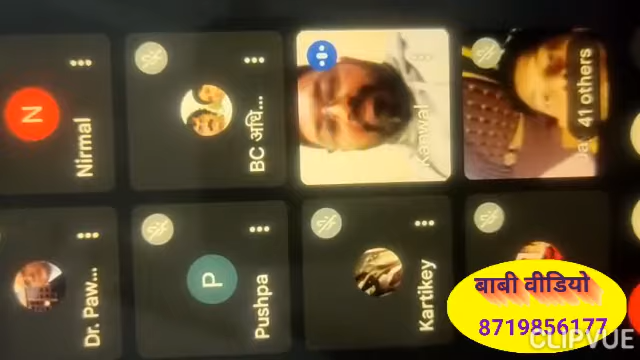 Nirmal
N
BC अधि...
Kanwal
41 others
Dr. Paw...
Pushpa
P
Kartikey
बाबी वीडियो
8719856177
CLIPVUE